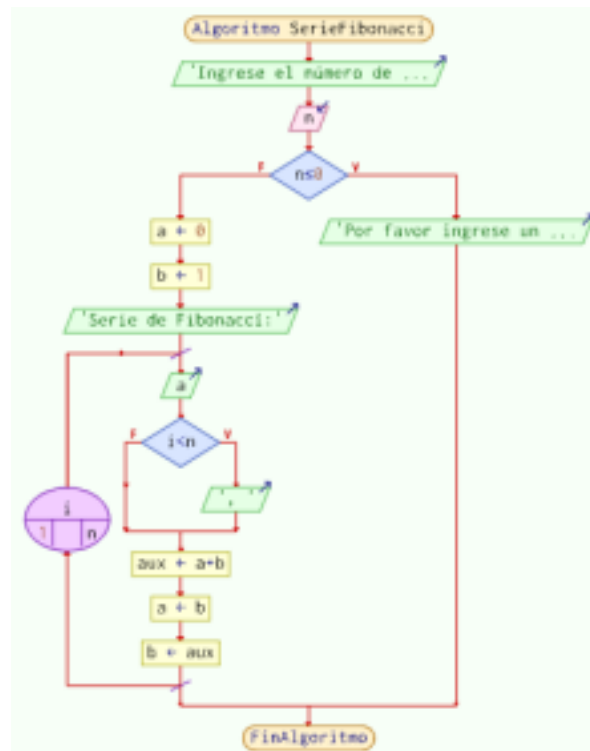 Algoritmo SerieFibonacci
'Ingrese el número de ...
n
F V
n≤0
a ← 0
'Por favor ingrese un ...
b ← 1
'Serie de Fibonacci:'
a
F V
i<n
', '
i
1 n
aux ← a+b
a ← b
b ← aux
FinAlgoritmo